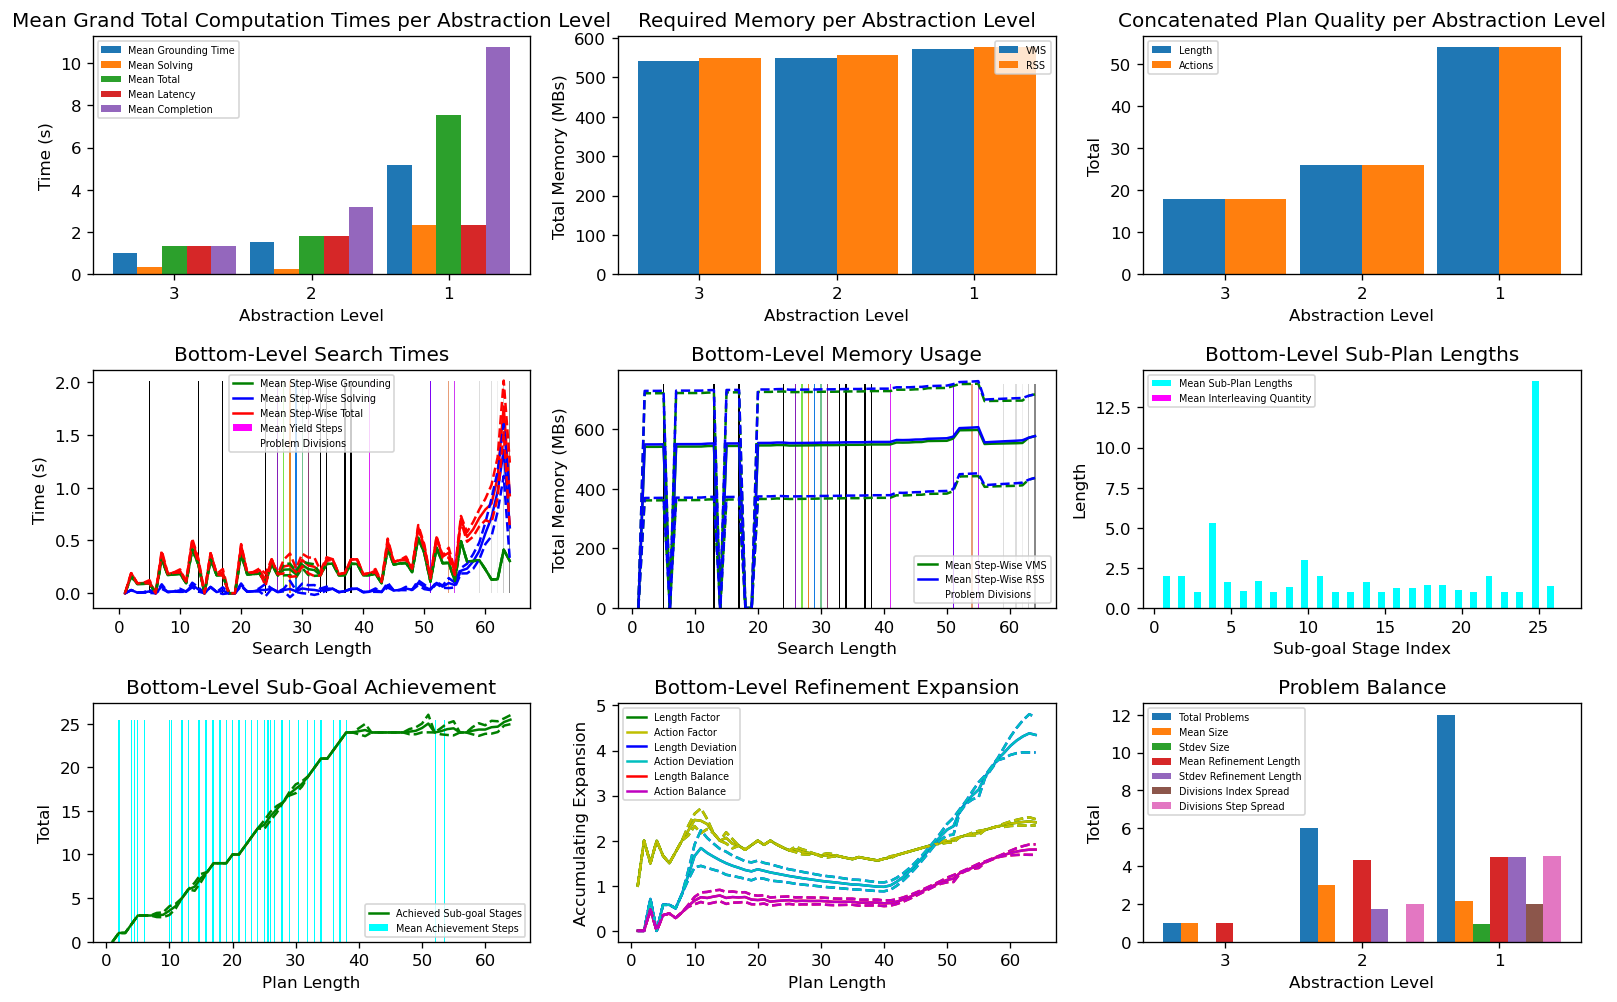 Mean Grand Total Computation Times per Abstraction Level
Mean Grounding Time
Mean Solving
Mean Total
Mean Latency
Mean Completion
Time (s)
0
2
4
6
8
10
3
2
1
Abstraction Level
Required Memory per Abstraction Level
VMS
RSS
Total Memory (MBs)
0
100
200
300
400
500
600
3
2
1
Abstraction Level
Concatenated Plan Quality per Abstraction Level
Length
Actions
Total
0
10
20
30
40
50
3
2
1
Abstraction Level
Bottom-Level Search Times
Mean Step-Wise Grounding
Mean Step-Wise Solving
Mean Step-Wise Total
Mean Yield Steps
Problem Divisions
Time (s)
0.0
0.5
1.0
1.5
2.0
0
10
20
30
40
50
60
Search Length
Bottom-Level Memory Usage
Mean Step-Wise VMS
Mean Step-Wise RSS
Problem Divisions
Total Memory (MBs)
0
200
400
600
0
10
20
30
40
50
60
Search Length
Bottom-Level Sub-Plan Lengths
Mean Sub-Plan Lengths
Mean Interleaving Quantity
Length
0.0
2.5
5.0
7.5
10.0
12.5
0
5
10
15
20
25
Sub-goal Stage Index
Bottom-Level Sub-Goal Achievement
Achieved Sub-goal Stages
Mean Achievement Steps
Total
0
5
10
15
20
25
0
10
20
30
40
50
60
Plan Length
Bottom-Level Refinement Expansion
Length Factor
Action Factor
Length Deviation
Action Deviation
Length Balance
Action Balance
Accumulating Expansion
0
1
2
3
4
5
0
10
20
30
40
50
60
Plan Length
Problem Balance
Total Problems
Mean Size
Stdev Size
Mean Refinement Length
Stdev Refinement Length
Divisions Index Spread
Divisions Step Spread
Total
0
2
4
6
8
10
12
3
2
1
Abstraction Level